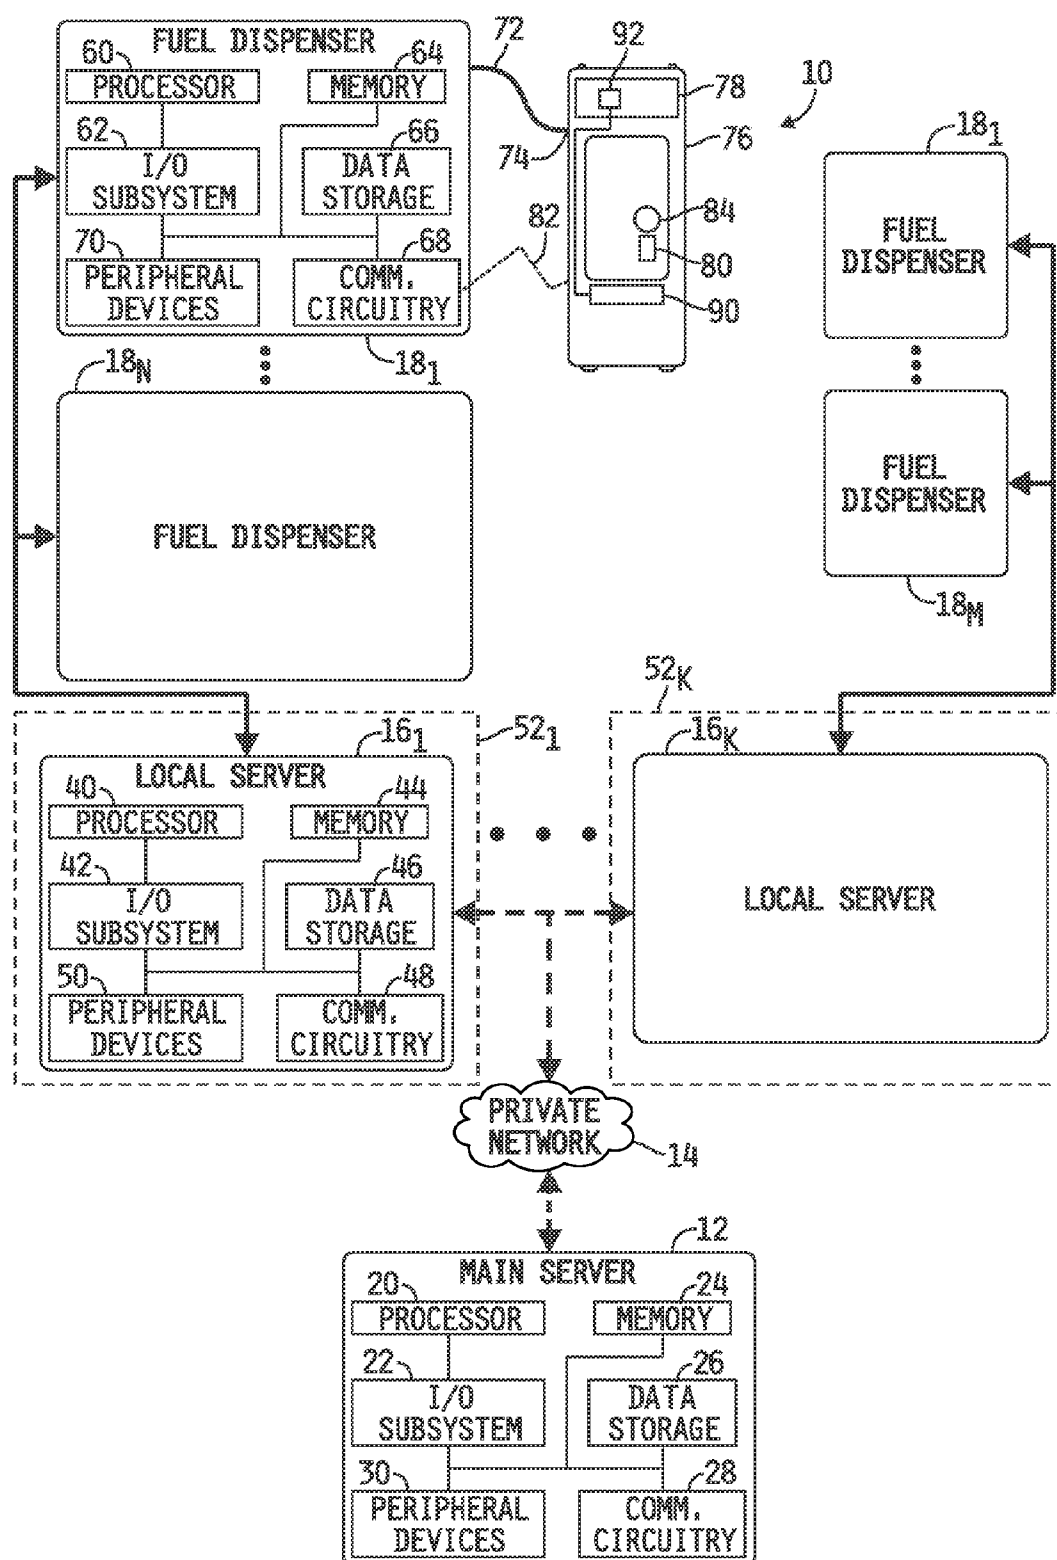 FUEL DISPENSER
60
PROCESSOR
64
MEMORY
62
I/O
SUBSYSTEM
66
DATA
STORAGE
70
PERIPHERAL
DEVICES
68
COMM.
CIRCUITRY
18₁
72
74
92
78
76
82
84
80
90
10
18₁
FUEL
DISPENSER
FUEL
DISPENSER
18M
18N
FUEL DISPENSER
52₁
16₁
LOCAL SERVER
40
PROCESSOR
44
MEMORY
42
I/O
SUBSYSTEM
46
DATA
STORAGE
50
PERIPHERAL
DEVICES
48
COMM.
CIRCUITRY
52K
16K
LOCAL SERVER
PRIVATE
NETWORK
14
12
MAIN SERVER
20
PROCESSOR
24
MEMORY
22
I/O
SUBSYSTEM
26
DATA
STORAGE
30
PERIPHERAL
DEVICES
28
COMM.
CIRCUITRY